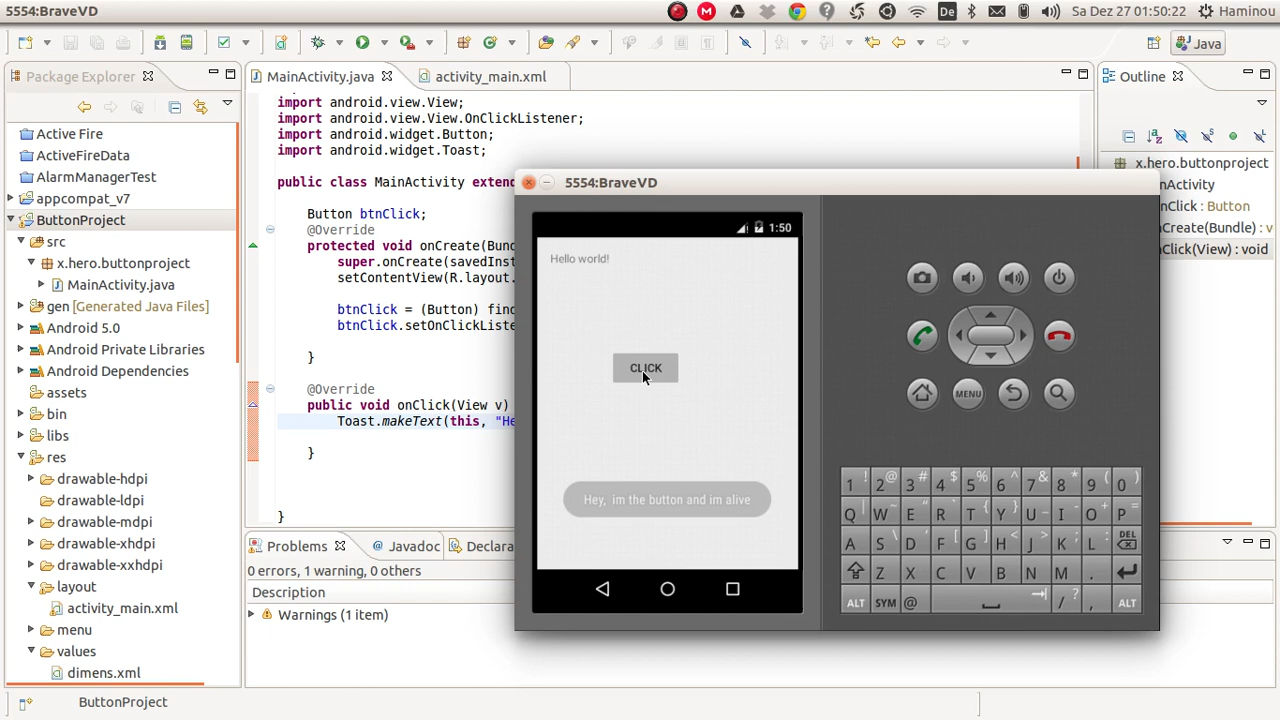 5554:BraveVD
De
Sa Dez 27 01:50:22
Haminou
Java
Package Explorer
MainActivity.java
activity_main.xml
Outline
Active Fire
ActiveFireData
AlarmManagerTest
appcompat_v7
ButtonProject
src
x.hero.buttonproject
MainActivity.java
gen [Generated Java Files]
Android 5.0
Android Private Libraries
Android Dependencies
assets
bin
libs
res
drawable-hdpi
drawable-ldpi
drawable-mdpi
drawable-xhdpi
drawable-xxhdpi
layout
activity_main.xml
menu
values
dimens.xml
import android.view.View;
import android.view.View.OnClickListener;
import android.widget.Button;
import android.widget.Toast;
public class MainActivity extend
Button btnClick;
@Override
protected void onCreate(Bund
super.onCreate(savedInst
setContentView(R.layout.
btnClick = (Button) find
btnClick.setOnClickListe
}
@Override
public void onClick(View v)
Toast.makeText(this, "He
}
}
Problems
Javadoc
Declara
0 errors, 1 warning, 0 others
Description
Warnings (1 item)
5554:BraveVD
1:50
Hello world!
CLICK
Hey,  im the button and im alive
MENU
1 ! 2 @ 3 # 4 $ 5 % 6 ^ 7 & 8 * 9 ( 0 )
Q W ~ E R T { Y } U I O + P
A S D F [ G ] H < J > K ; L : DEL
Z X C V B N M .
ALT SYM @ / ? , ALT
x.hero.buttonproject
nActivity
nClick : Button
nCreate(Bundle) : v
nClick(View) : void
ButtonProject